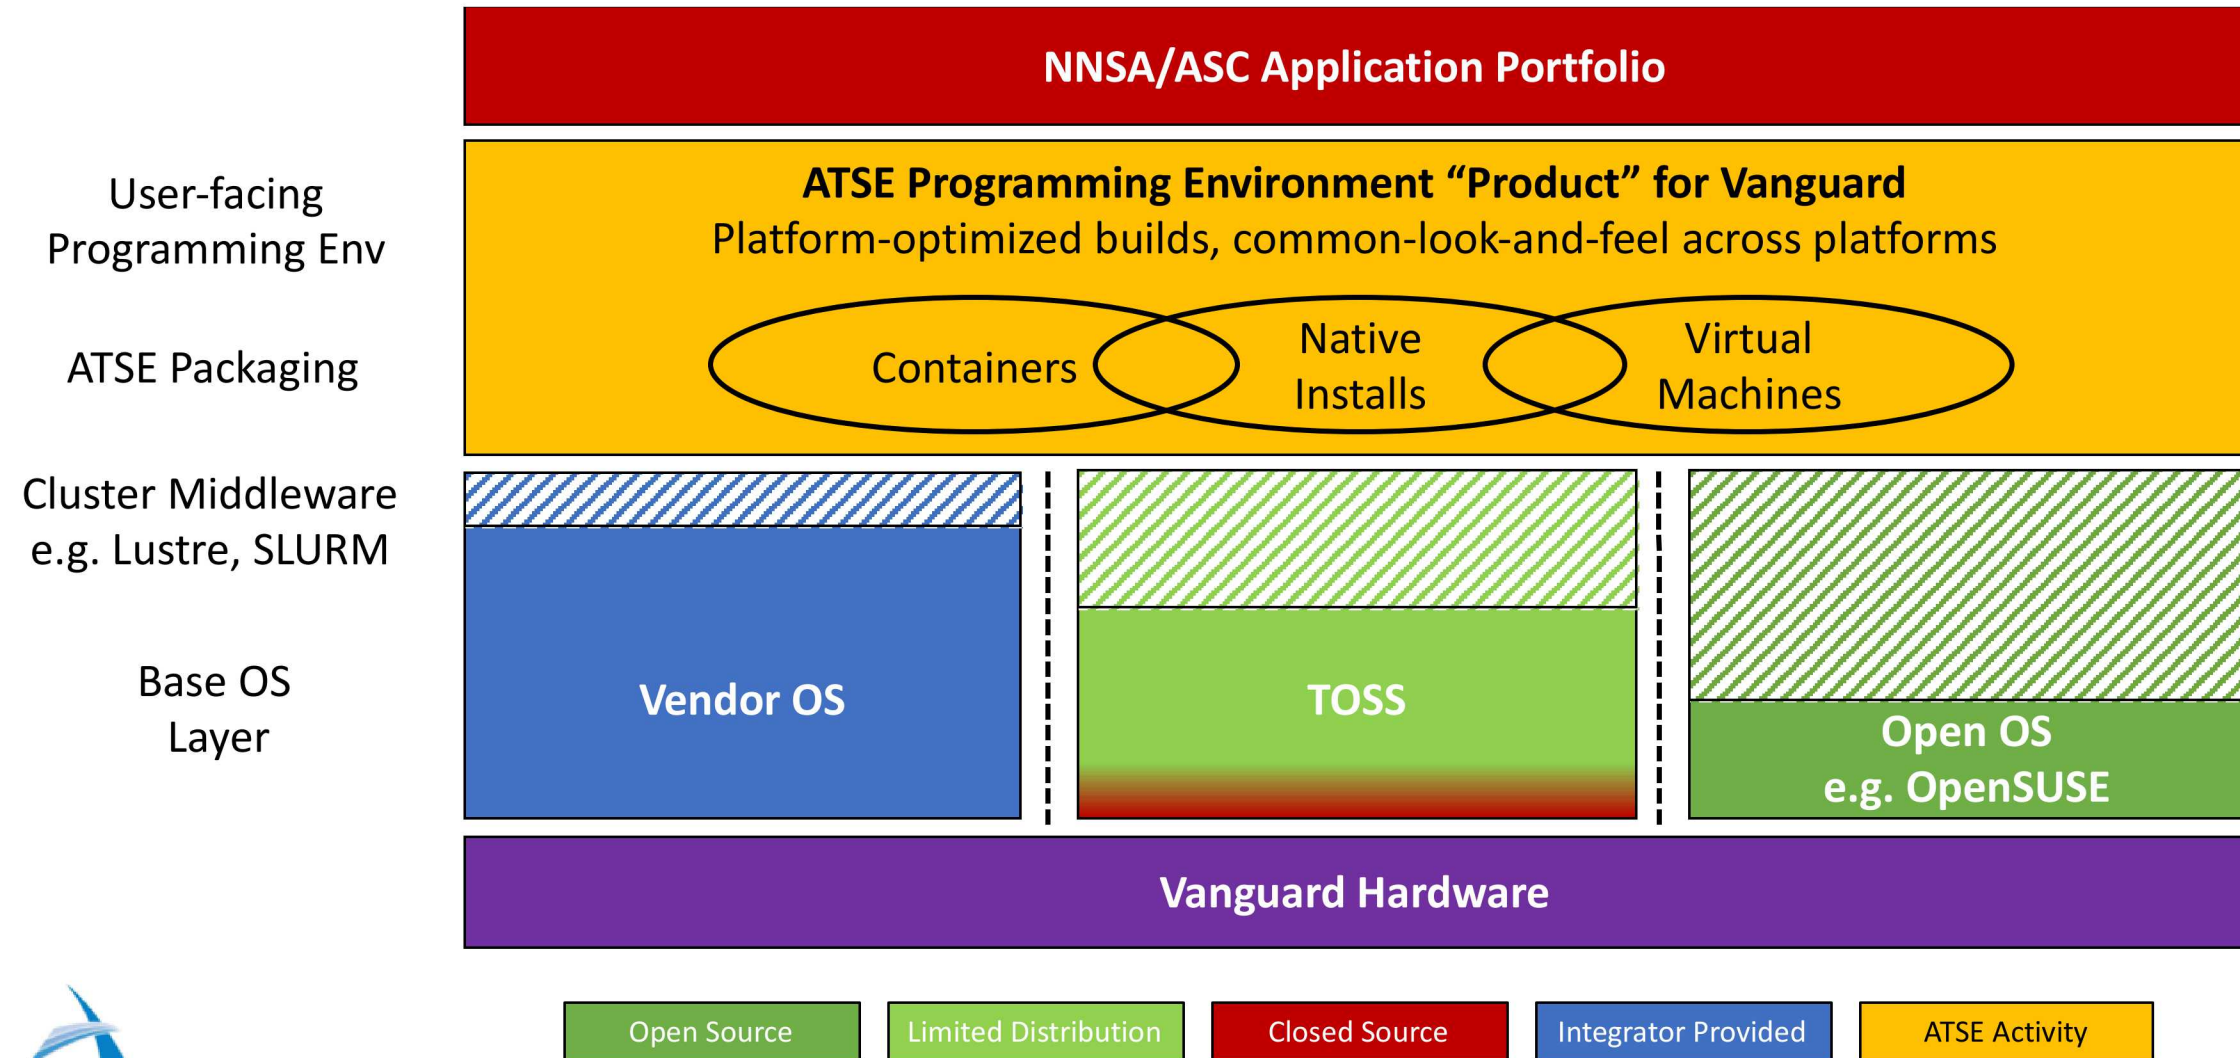 NNSA/ASC Application Portfolio
User-facing
Programming Env
ATSE Programming Environment “Product” for Vanguard
Platform-optimized builds, common-look-and-feel across platforms
ATSE Packaging
Containers
Native
Installs
Virtual
Machines
Cluster Middleware
e.g. Lustre, SLURM
Base OS
Layer
Vendor OS
TOSS
Open OS
e.g. OpenSUSE
Vanguard Hardware
Open Source
Limited Distribution
Closed Source
Integrator Provided
ATSE Activity